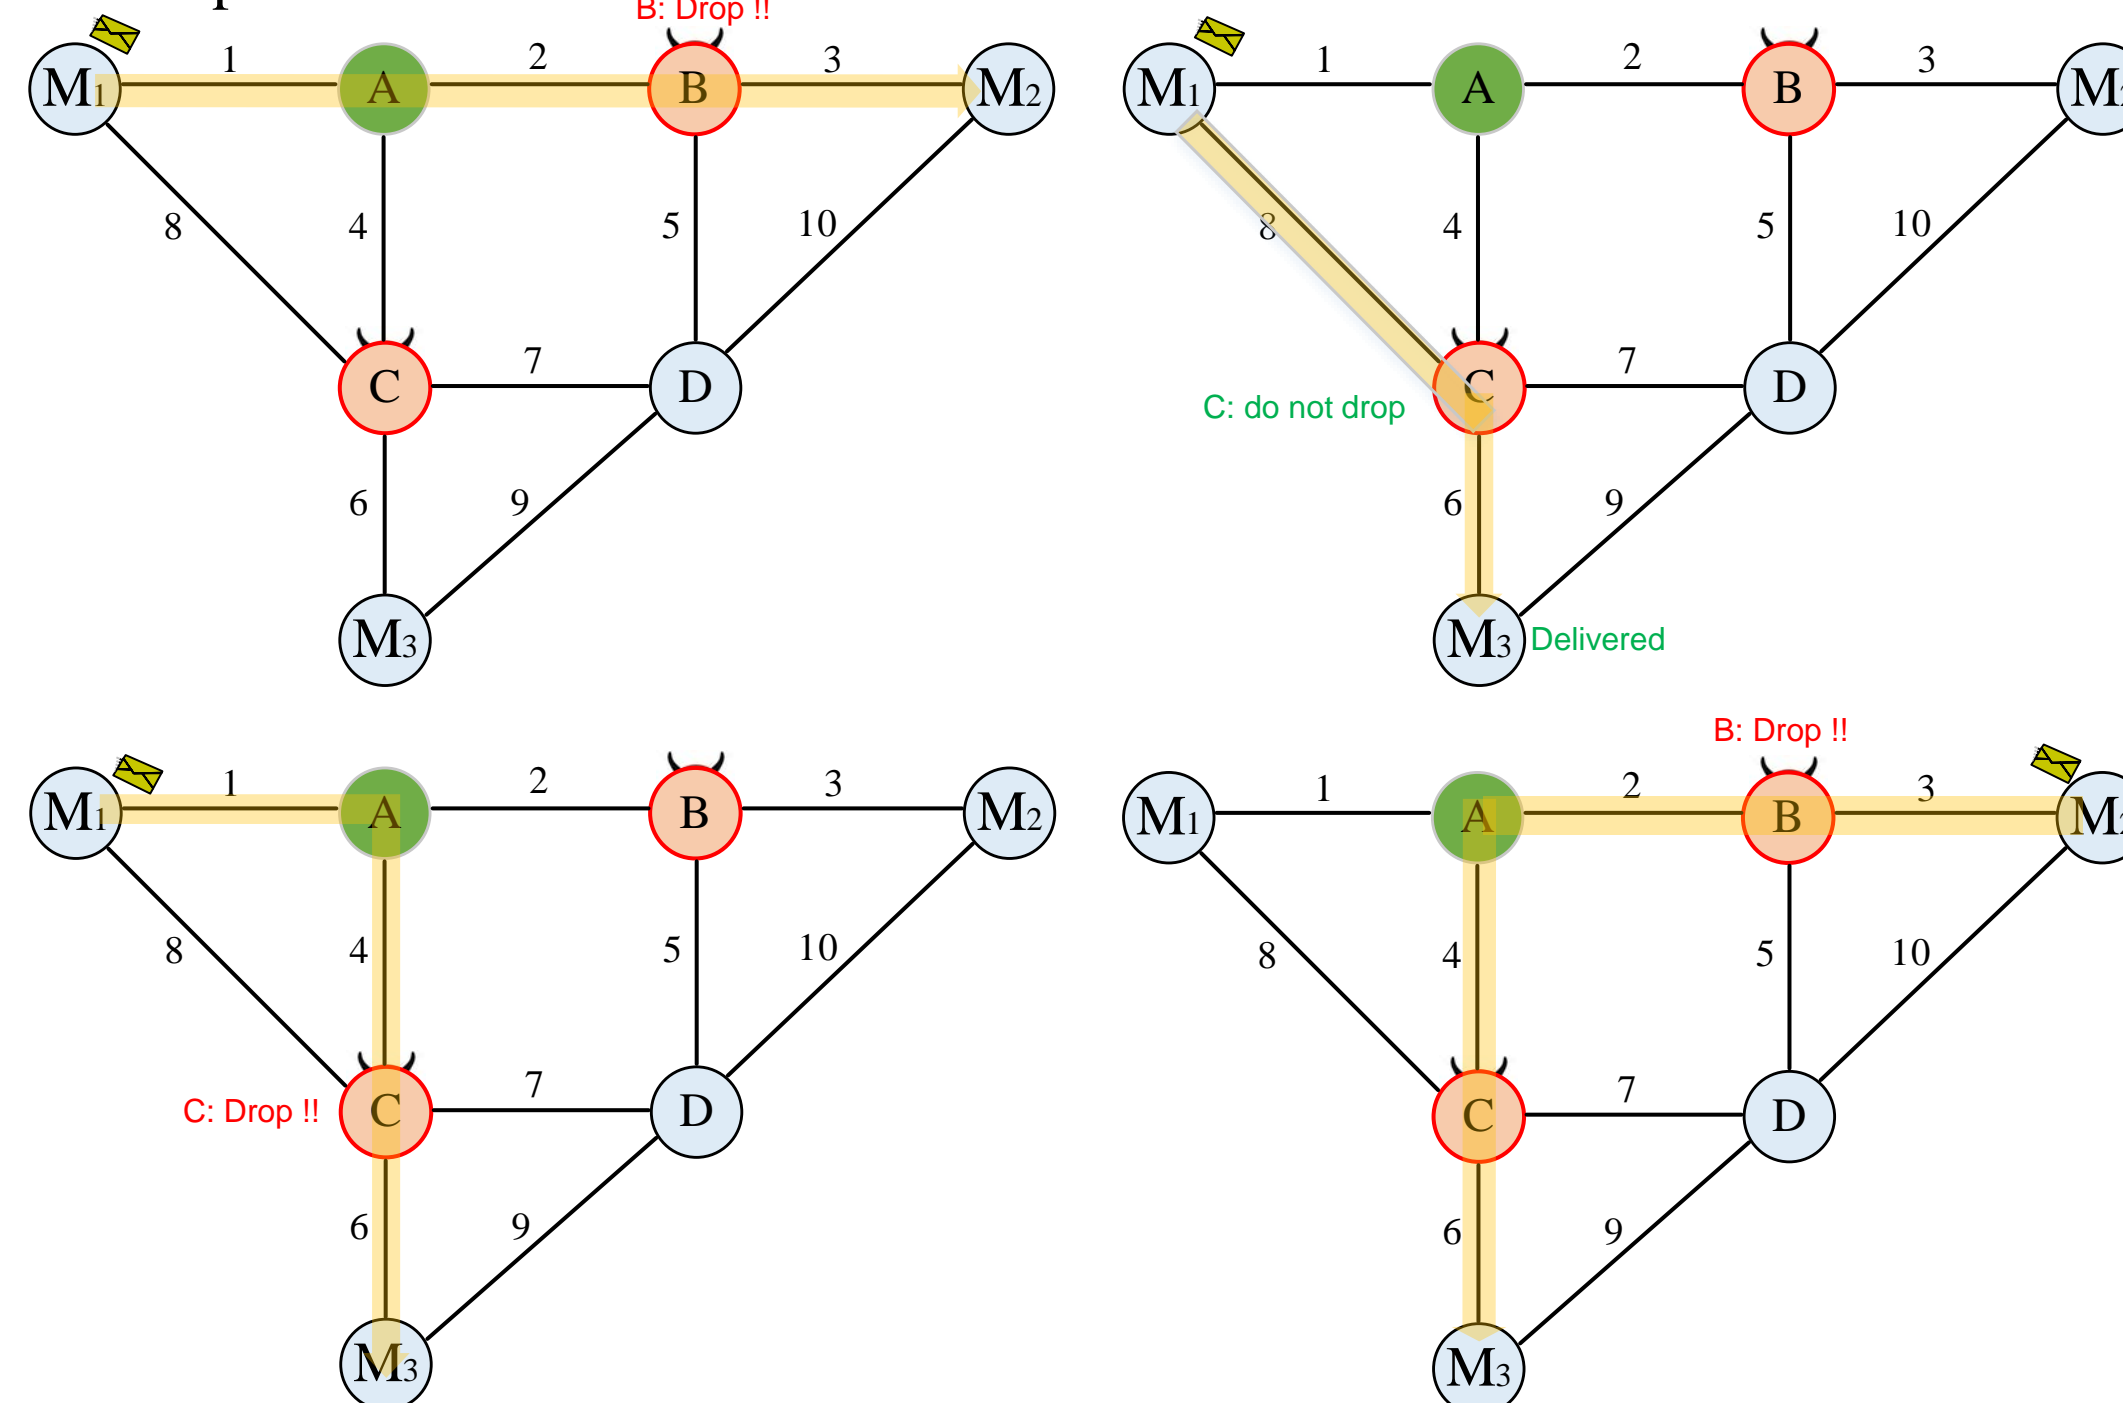 B: Drop !!
M1 1 A 2 B 3 M2
8 4 5 10
C 7 D
6 9
M3
1 2 3
M1 A B M
8 4 5 10
7
C: do not drop C D
6 9
M3 Delivered
1 2 3
M1 A B M2
8 4 5 10
7
C: Drop !! C D
6 9
M3
B: Drop !!
1 2 3
M1 A B M
8 4 5 10
7
C D
6 9
M3